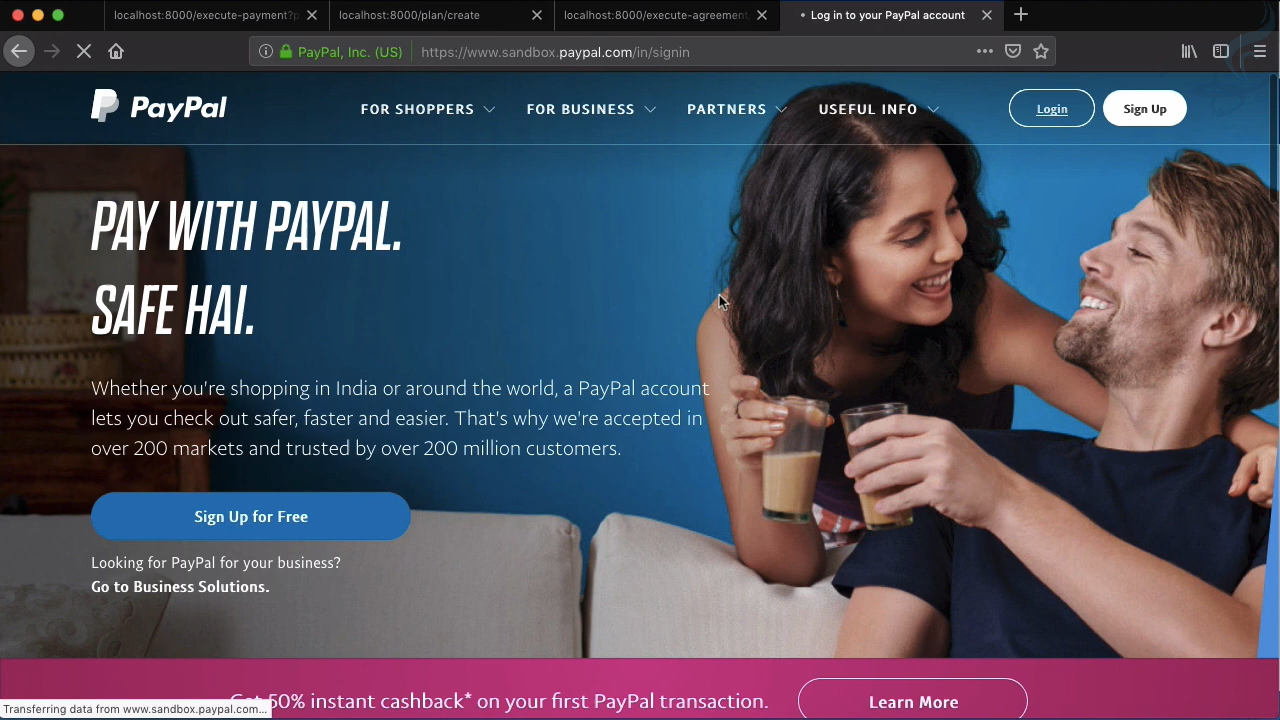 localhost:8000/execute-payment?p
localhost:8000/plan/create
localhost:8000/execute-agreement
Log in to your PayPal account
PayPal, Inc. (US)
https://www.sandbox.paypal.com/in/signin
PayPal
FOR SHOPPERS
FOR BUSINESS
PARTNERS
USEFUL INFO
Login
Sign Up
PAY WITH PAYPAL.
SAFE HAI.
Whether you're shopping in India or around the world, a PayPal account
lets you check out safer, faster and easier. That's why we're accepted in
over 200 markets and trusted by over 200 million customers.
Sign Up for Free
Looking for PayPal for your business?
Go to Business Solutions.
Get 50% instant cashback* on your first PayPal transaction.
Learn More
Transferring data from www.sandbox.paypal.com...